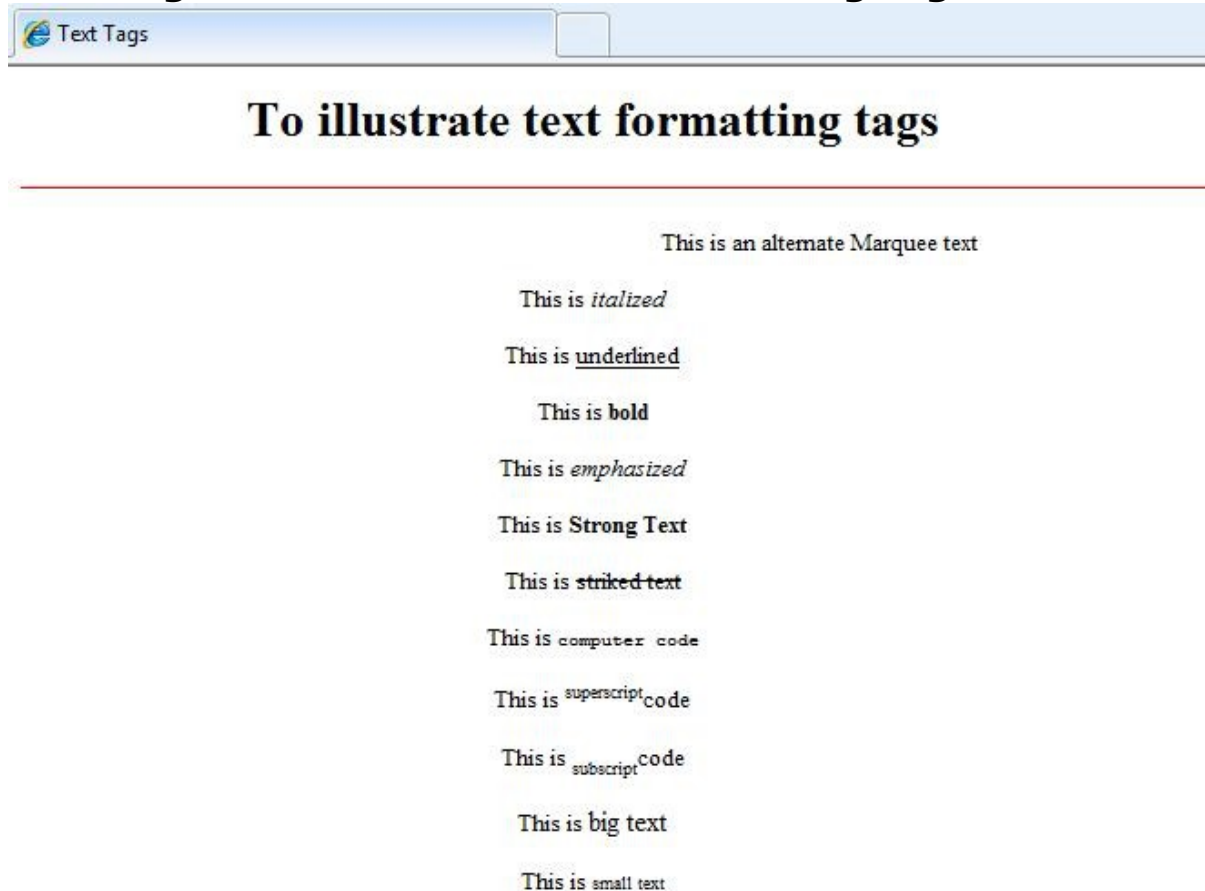 Text Tags
To illustrate text formatting tags
This is an alternate Marquee text
This is italized
This is underlined
This is bold
This is emphasized
This is Strong Text
This is striked text
This is computer code
This is superscriptcode
This is subscriptcode
This is big text
This is small text